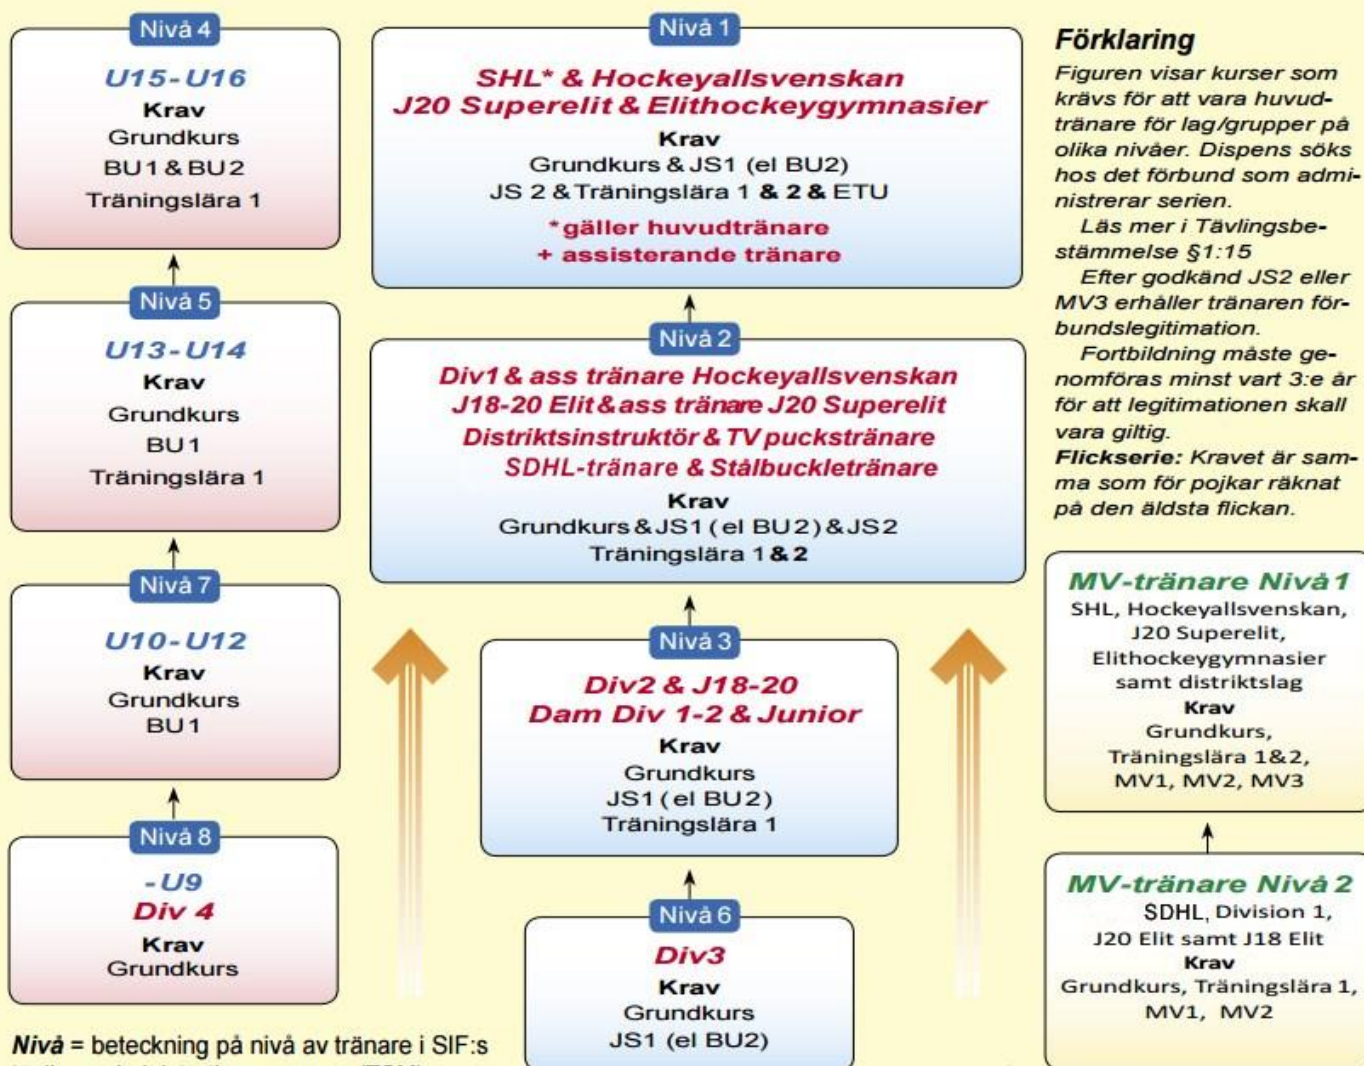 Nivå 4
U15-U16
Krav
Grundkurs
BU1 & BU2
Träningslära 1
Nivå 5
U13-U14
Krav
Grundkurs
BU1
Träningslära 1
Nivå 7
U10-U12
Krav
Grundkurs
BU1
Nivå 8
-U9
Div 4
Krav
Grundkurs
Nivå = beteckning på nivå av tränare i SIF:s
Nivå 1
SHL* & Hockeyallsvenskan
J20 Superelit & Elithockeygymnasier
Krav
Grundkurs & JS1 (el BU2)
JS 2 & Träningslära 1 & 2 & ETU
*gäller huvudtränare
+ assisterande tränare
Nivå 2
Div1 & ass tränare Hockeyallsvenskan
J18-20 Elit & ass tränare J20 Superelit
Distriktsinstruktör & TV puckstränare
SDHL-tränare & Stålbuckletränare
Krav
Grundkurs & JS1 (el BU2) & JS2
Träningslära 1 & 2
Nivå 3
Div2 & J18-20
Dam Div 1-2 & Junior
Krav
Grundkurs
JS1 (el BU2)
Träningslära 1
Nivå 6
Div3
Krav
Grundkurs
JS1 (el BU2)
Förklaring
Figuren visar kurser som
krävs för att vara huvud-
tränare för lag/grupper på
olika nivåer. Dispens söks
hos det förbund som admi-
nistrerar serien.
Läs mer i Tävlingsbe-
stämmelse §1:15
Efter godkänd JS2 eller
MV3 erhåller tränaren för-
bundslegitimation.
Fortbildning måste ge-
nomföras minst vart 3:e år
för att legitimationen skall
vara giltig.
Flickserie: Kravet är sam-
ma som för pojkar räknat
på den äldsta flickan.
MV-tränare Nivå 1
SHL, Hockeyallsvenskan,
J20 Superelit,
Elithockeygymnasier
samt distriktslag
Krav
Grundkurs,
Träningslära 1&2,
MV1, MV2, MV3
MV-tränare Nivå 2
SDHL, Division 1,
J20 Elit samt J18 Elit
Krav
Grundkurs, Träningslära 1,
MV1, MV2